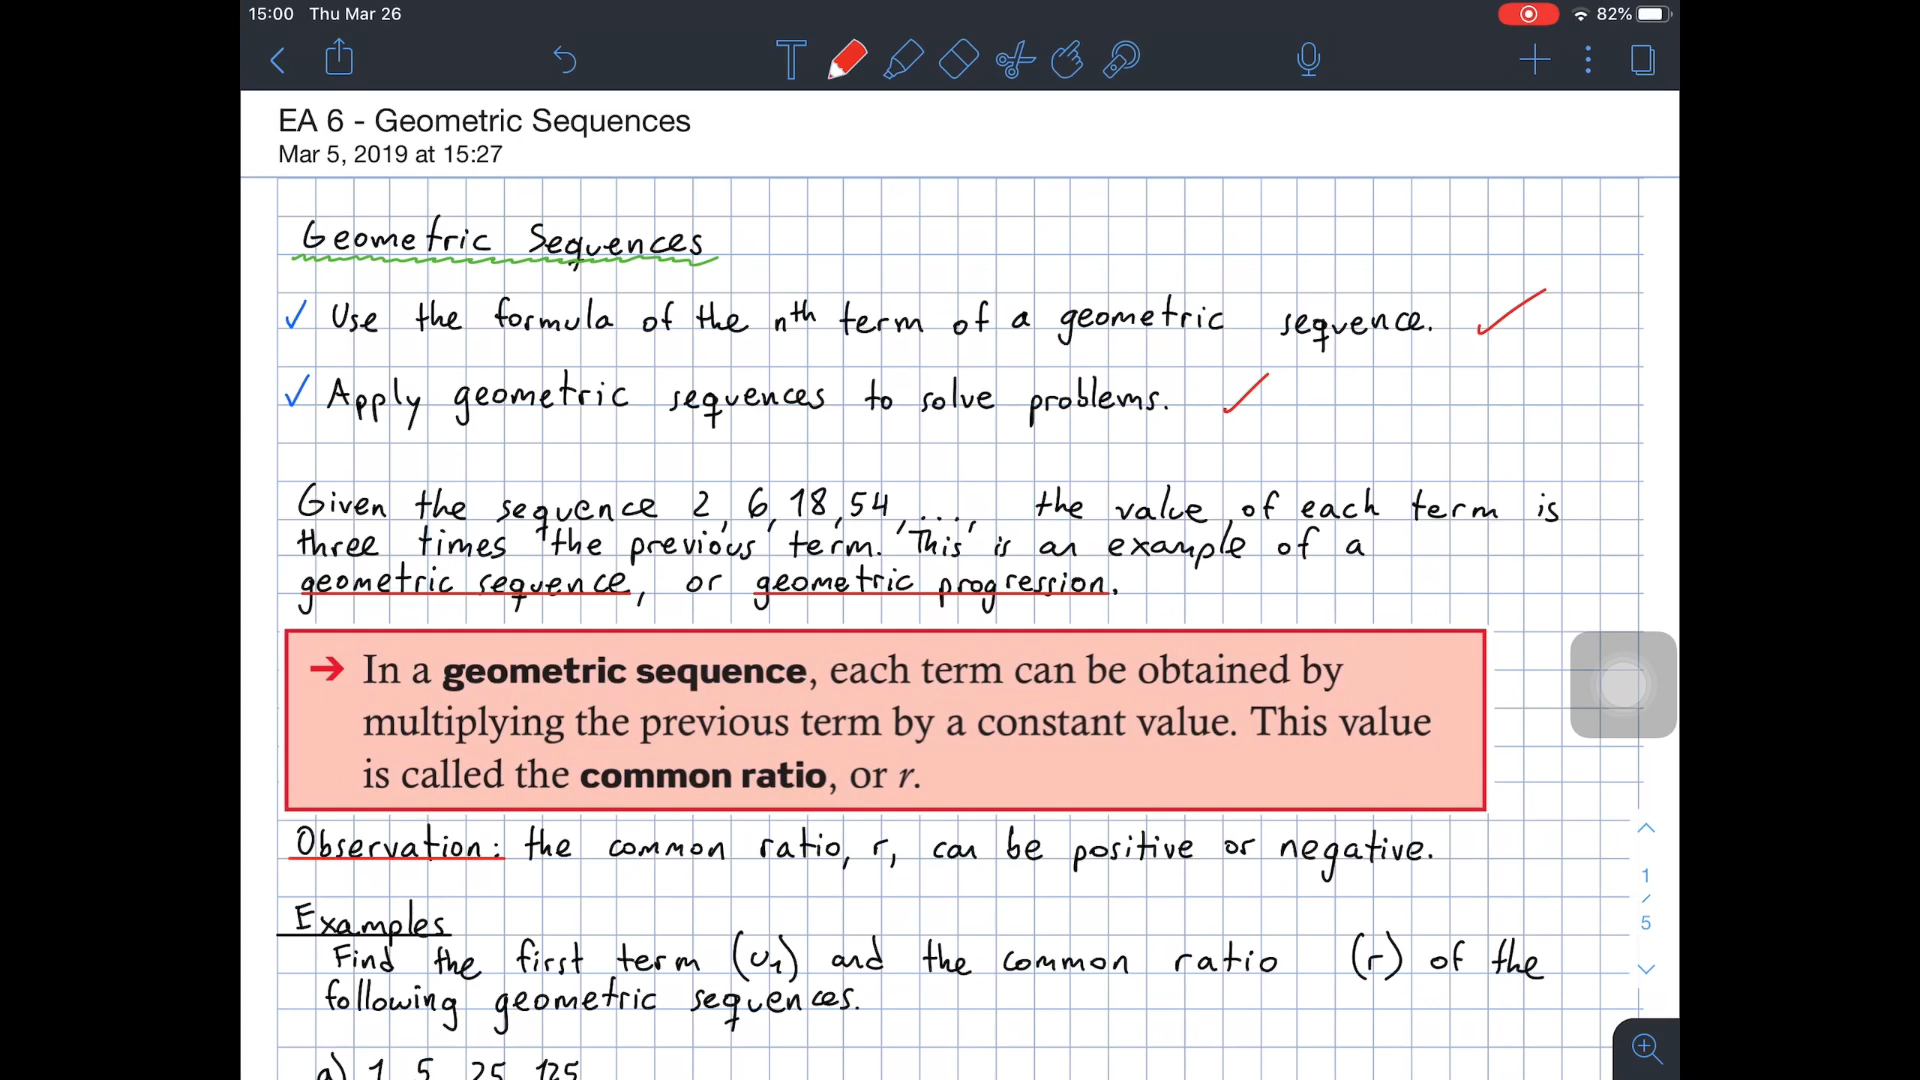 15:00 Thu Mar 26
82%
EA 6 - Geometric Sequences
Mar 5, 2019 at 15:27
Geometric Sequences
✓ Use the formula of the nth term of a geometric sequence. ✓
✓ Apply geometric sequences to solve problems. ✓
Given the sequence 2, 6, 18, 54, ..., the value of each term is
three times the previous term. This is an example of a
geometric sequence, or geometric progression.
→ In a geometric sequence, each term can be obtained by
multiplying the previous term by a constant value. This value
is called the common ratio, or r.
Observation: the common ratio, r, can be positive or negative.
Examples
Find the first term (u1) and the common ratio (r) of the
following geometric sequences.
a) 1, 5, 25, 125
1
/
5